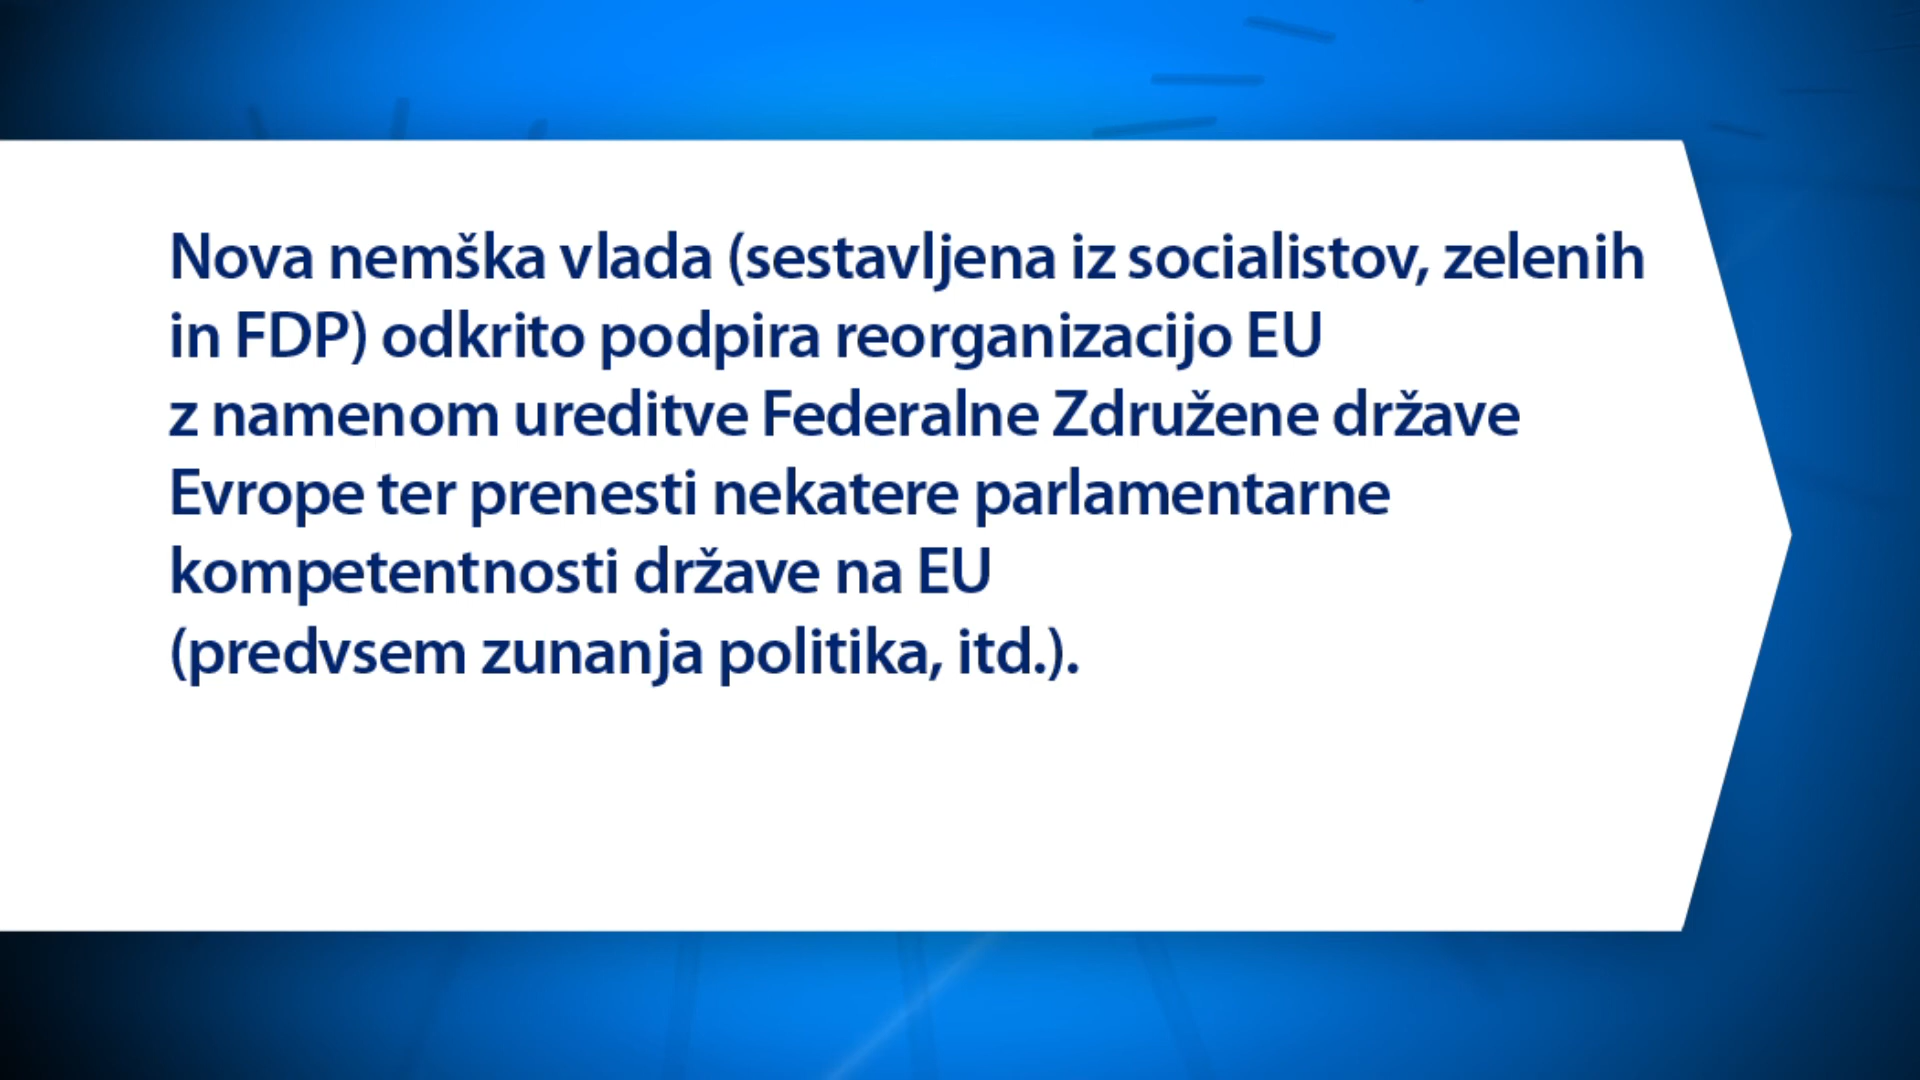 Nova nemška vlada (sestavljena iz socialistov, zelenih
in FDP) odkrito podpira reorganizacijo EU
z namenom ureditve Federalne Združene države
Evrope ter prenesti nekatere parlamentarne
kompetentnosti države na EU
(predvsem zunanja politika, itd.).